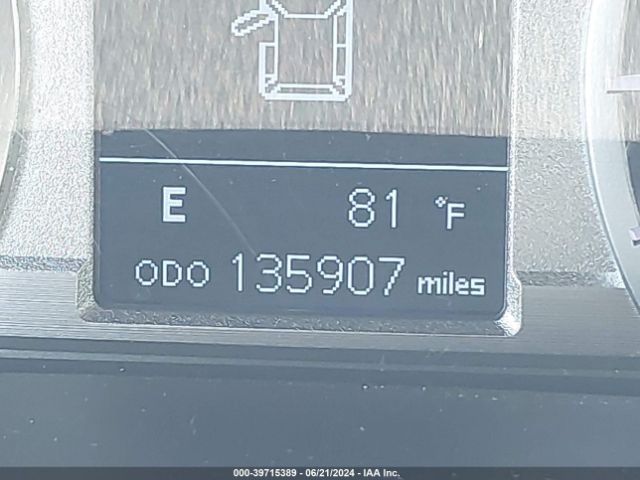 E 81 °F
ODO 135907 miles
000-39715389 - 06/21/2024 - IAA Inc.